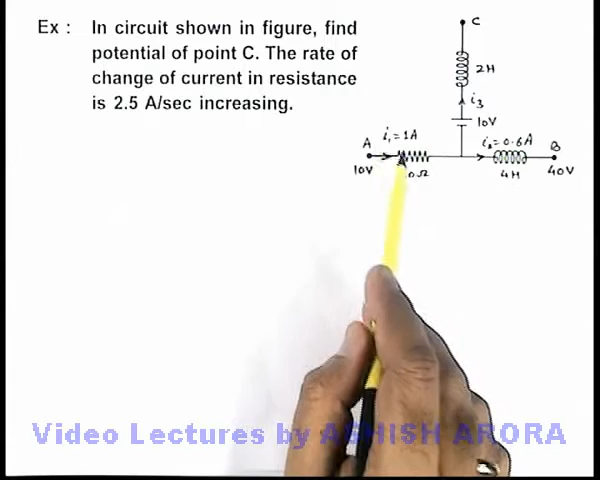 Ex : In circuit shown in figure, find
potential of point C. The rate of
change of current in resistance
is 2.5 A/sec increasing.
C
2H
i₃
10V
i₁=1A
i₂=0.6A
A
B
10V
0Ω
4H
40V
Video Lectures by ASHISH ARORA